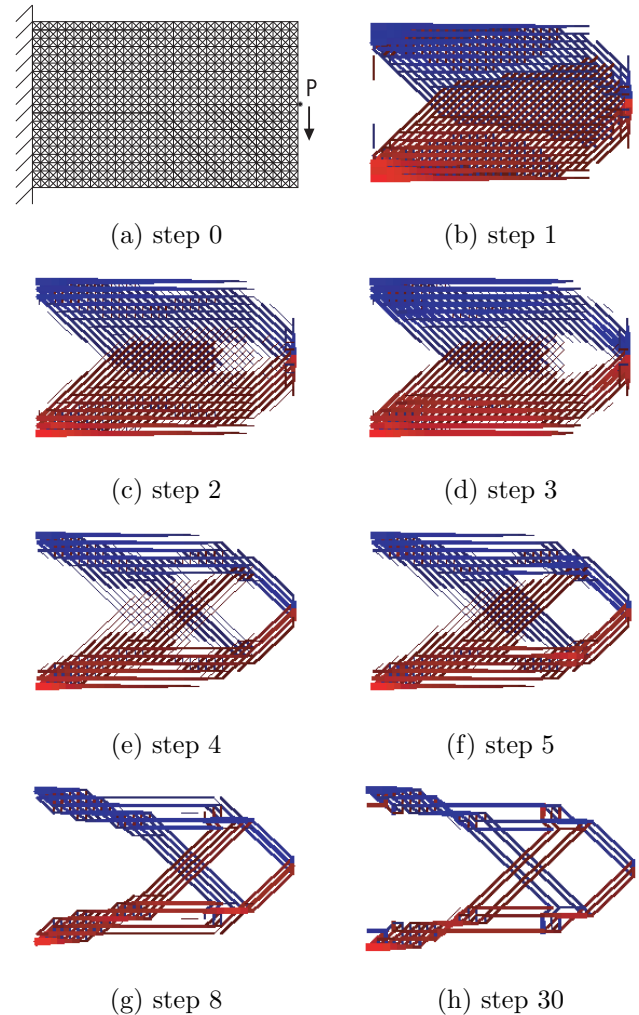 P
(a) step 0
(b) step 1
(c) step 2
(d) step 3
(e) step 4
(f) step 5
(g) step 8
(h) step 30